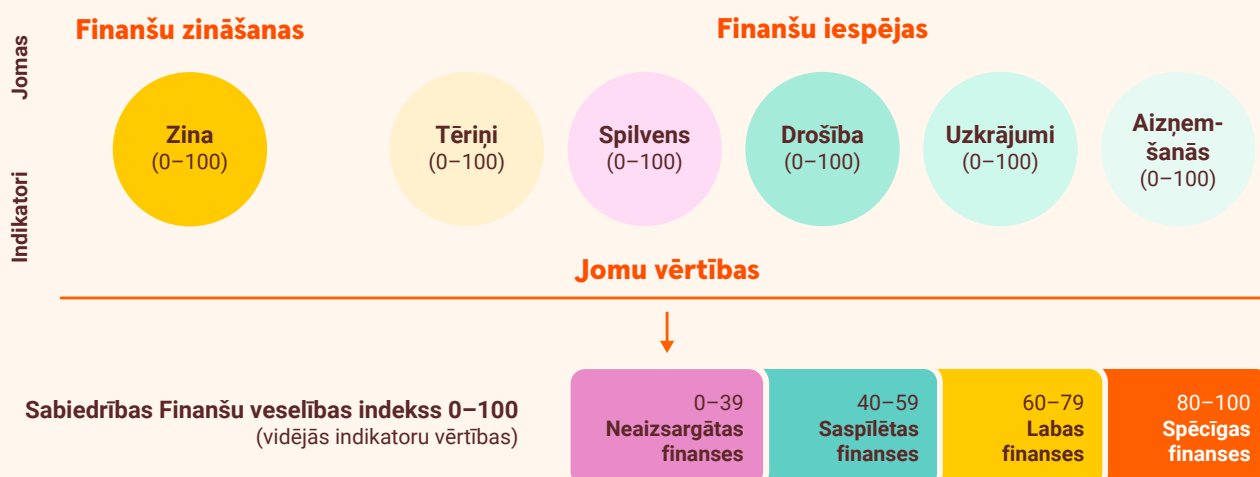 Jomas
Finanšu zināšanas
Finanšu iespējas
Indikatori
Zina
(0–100)
Tēriņi
(0–100)
Spilvens
(0–100)
Drošība
(0–100)
Uzkrājumi
(0–100)
Aizņem-
šanās
(0–100)
Jomu vērtības
Sabiedrības Finanšu veselības indekss 0–100
(vidējās indikatoru vērtības)
0–39
Neaizsargātas
finanses
40–59
Saspīlētas
finanses
60–79
Labas
finanses
80–100
Spēcīgas
finanses